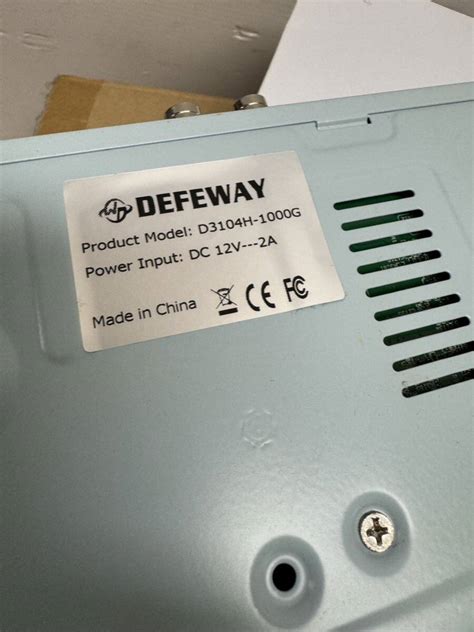 DEFEWAY
Product Model: D3104H-1000G
Power Input: DC 12V---2A
Made in China CE FC